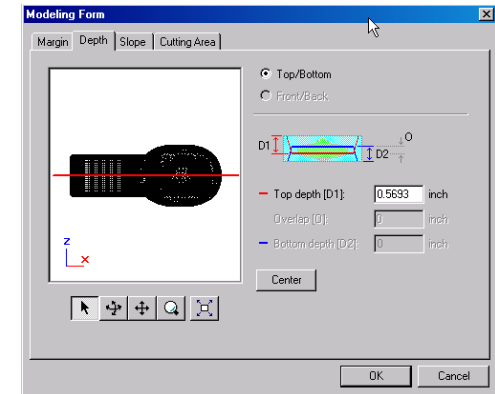 Modeling Form
Margin Depth Slope Cutting Area
Top/Bottom
Front/Back
D1 D2 O
Top depth [D1]: 0.5693 inch
Overlap [O]: 0 inch
Bottom depth [D2]: 0 inch
Center
z
x
OK Cancel